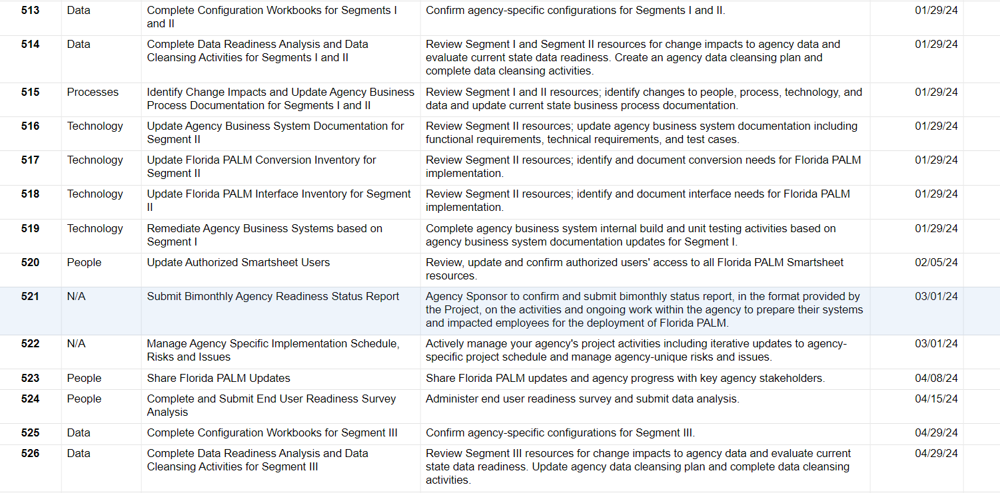 513 Data Complete Configuration Workbooks for Segments I Confirm agency-specific configurations for Segments I and II. 01/29/24
and II
514 Data Complete Data Readiness Analysis and Data Review Segment I and Segment II resources for change impacts to agency data and 01/29/24
Cleansing Activities for Segments I and II evaluate current state data readiness. Create an agency data cleansing plan and
complete data cleansing activities.
515 Processes Identify Change Impacts and Update Agency Business Review Segment I and II resources; identify changes to people, process, technology, and 01/29/24
Process Documentation for Segments I and II data and update current state business process documentation.
516 Technology Update Agency Business System Documentation for Review Segment II resources; update agency business system documentation including 01/29/24
Segment II functional requirements, technical requirements, and test cases.
517 Technology Update Florida PALM Conversion Inventory for Review Segment II resources; identify and document conversion needs for Florida PALM 01/29/24
Segment II implementation.
518 Technology Update Florida PALM Interface Inventory for Segment Review Segment II resources; identify and document interface needs for Florida PALM 01/29/24
II implementation.
519 Technology Remediate Agency Business Systems based on Complete agency business system internal build and unit testing activities based on 01/29/24
Segment I agency business system documentation updates for Segment I.
520 People Update Authorized Smartsheet Users Review, update and confirm authorized users' access to all Florida PALM Smartsheet 02/05/24
resources.
521 N/A Submit Bimonthly Agency Readiness Status Report Agency Sponsor to confirm and submit bimonthly status report, in the format provided by 03/01/24
the Project, on the activities and ongoing work within the agency to prepare their systems
and impacted employees for the deployment of Florida PALM.
522 N/A Manage Agency Specific Implementation Schedule, Actively manage your agency's project activities including iterative updates to agency- 03/01/24
Risks and Issues specific project schedule and manage agency-unique risks and issues.
523 People Share Florida PALM Updates Share Florida PALM updates and agency progress with key agency stakeholders. 04/08/24
524 People Complete and Submit End User Readiness Survey Administer end user readiness survey and submit data analysis. 04/15/24
Analysis
525 Data Complete Configuration Workbooks for Segment III Confirm agency-specific configurations for Segment III. 04/29/24
526 Data Complete Data Readiness Analysis and Data Review Segment III resources for change impacts to agency data and evaluate current 04/29/24
Cleansing Activities for Segment III state data readiness. Update agency data cleansing plan and complete data cleansing
activities.